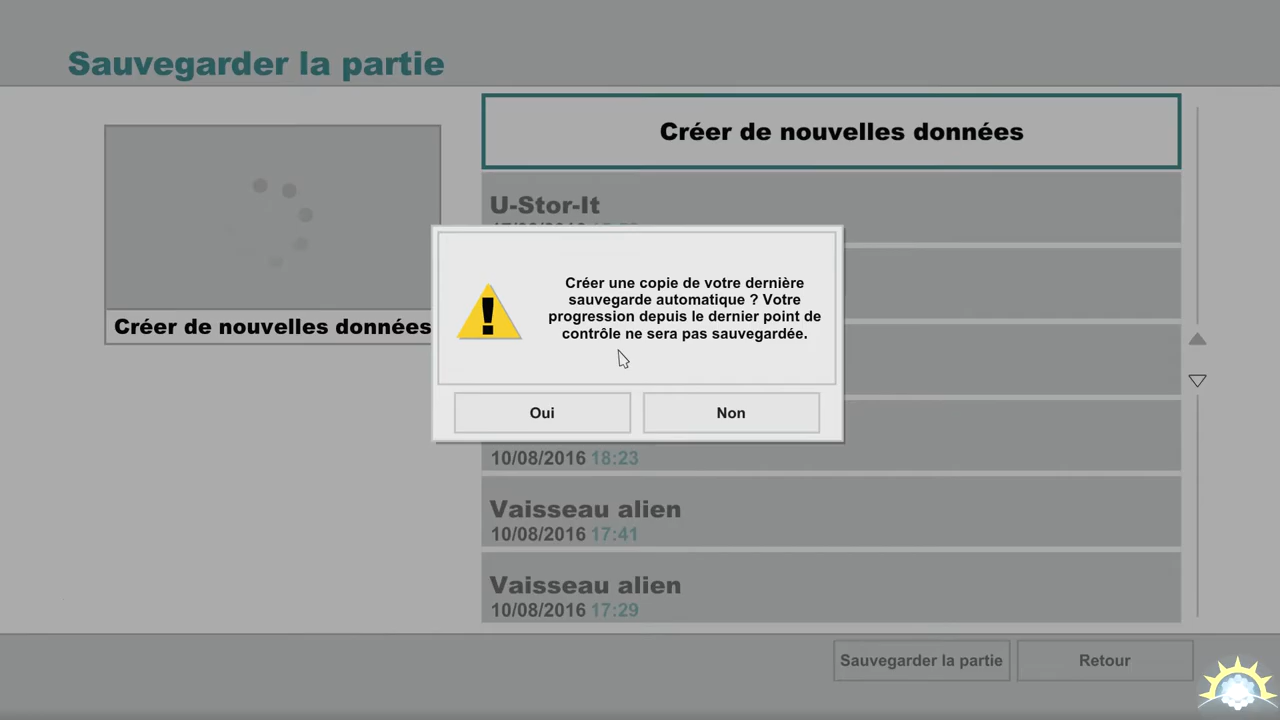 Sauvegarder la partie
Créer de nouvelles données
Créer de nouvelles données
U-Stor-It
Créer une copie de votre dernière
sauvegarde automatique ? Votre
progression depuis le dernier point de
contrôle ne sera pas sauvegardée.
Oui
Non
10/08/2016 18:23
Vaisseau alien
10/08/2016 17:41
Vaisseau alien
10/08/2016 17:29
Sauvegarder la partie
Retour